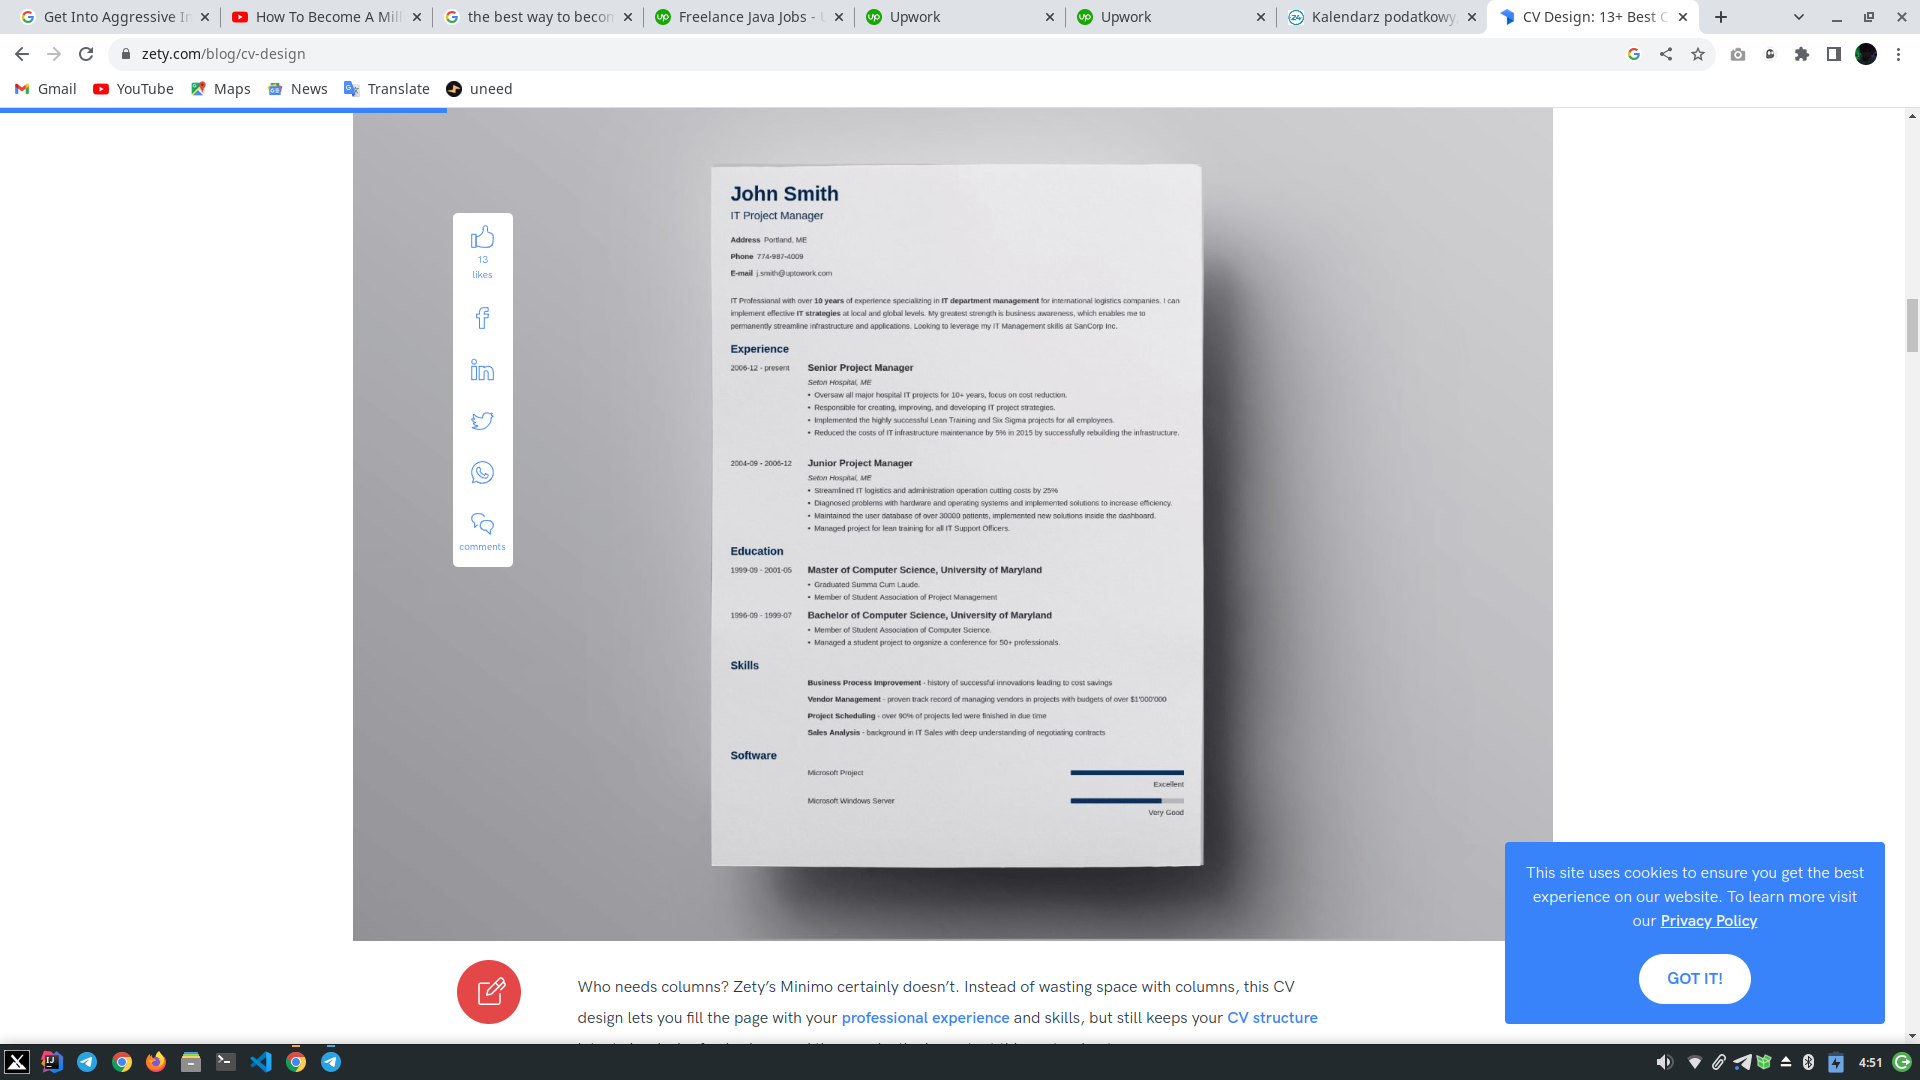 Get Into Aggressive In
How To Become A Mill
the best way to becom
Freelance Java Jobs - U
Upwork
Upwork
Kalendarz podatkowy,
CV Design: 13+ Best C
zety.com/blog/cv-design
Gmail
YouTube
Maps
News
Translate
uneed
13
likes
comments
John Smith
IT Project Manager
Address Portland, ME
Phone 774-987-4009
E-mail j.smith@uptowork.com
IT Professional with over 10 years of experience specializing in IT department management for international logistics companies. I can
implement effective IT strategies at local and global levels. My greatest strength is business awareness, which enables me to
permanently streamline infrastructure and applications. Looking to leverage my IT Management skills at SanCorp Inc.
Experience
2006-12 - present Senior Project Manager
Seton Hospital, ME
• Oversaw all major hospital IT projects for 10+ years, focus on cost reduction.
• Responsible for creating, improving, and developing IT project strategies.
• Implemented the highly successful Lean Training and Six Sigma projects for all employees.
• Reduced the costs of IT infrastructure maintenance by 5% in 2015 by successfully rebuilding the infrastructure.
2004-09 - 2006-12 Junior Project Manager
Seton Hospital, ME
• Streamlined IT logistics and administration operation cutting costs by 25%
• Diagnosed problems with hardware and operating systems and implemented solutions to increase efficiency.
• Maintained the user database of over 30000 patients, implemented new solutions inside the dashboard.
• Managed project for lean training for all IT Support Officers.
Education
1999-09 - 2001-05 Master of Computer Science, University of Maryland
• Graduated Summa Cum Laude.
• Member of Student Association of Project Management
1996-09 - 1999-07 Bachelor of Computer Science, University of Maryland
• Member of Student Association of Computer Science.
• Managed a student project to organize a conference for 50+ professionals.
Skills
Business Process Improvement - history of successful innovations leading to cost savings
Vendor Management - proven track record of managing vendors in projects with budgets of over $1'000'000
Project Scheduling - over 90% of projects led were finished in due time
Sales Analysis - background in IT Sales with deep understanding of negotiating contracts
Software
Microsoft Project
Excellent
Microsoft Windows Server
Very Good
Who needs columns? Zety’s Minimo certainly doesn’t. Instead of wasting space with columns, this CV
design lets you fill the page with your professional experience and skills, but still keeps your CV structure
This site uses cookies to ensure you get the best
experience on our website. To learn more visit
our Privacy Policy
GOT IT!
4:51